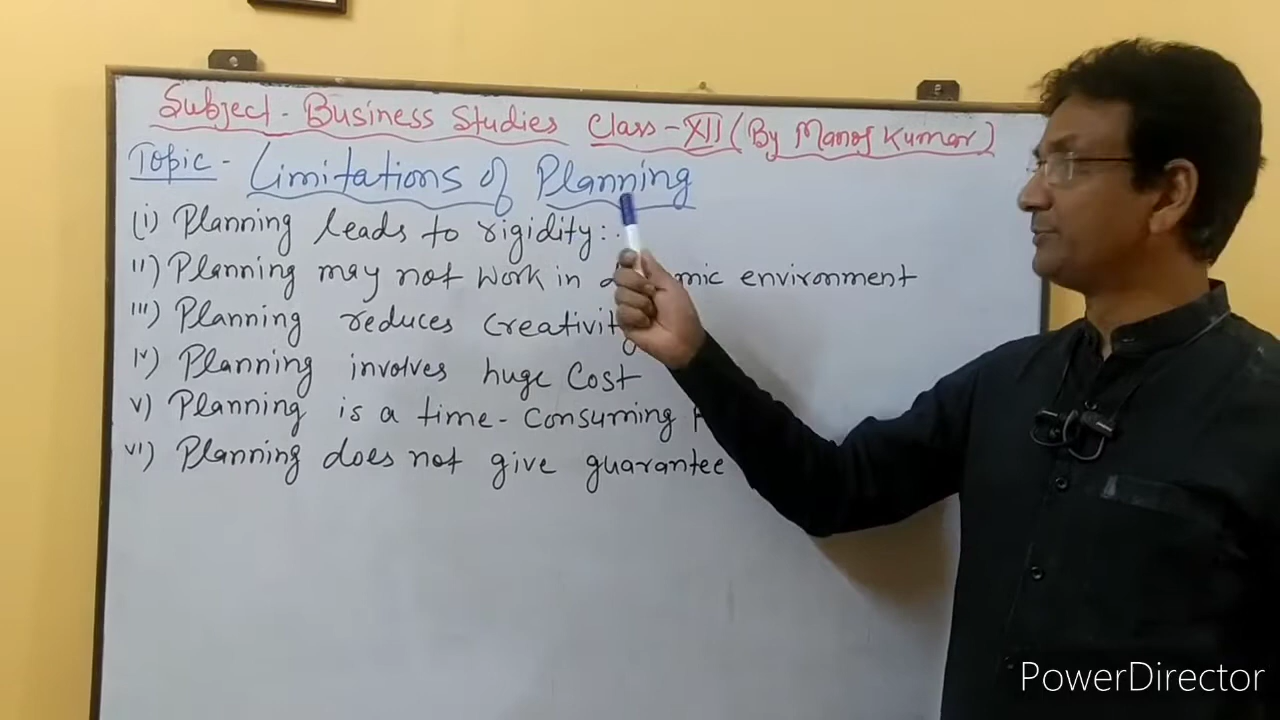 Subject - Business Studies Class - XII (By Manoj Kumar)
Topic - Limitations of Planning
(i) Planning leads to rigidity:-
ii) Planning may not work in environment
iii) Planning reduces
iv) Planning involves huge Cost
v) Planning is a time-Consuming
vi) Planning does not give guarantee
PowerDirector